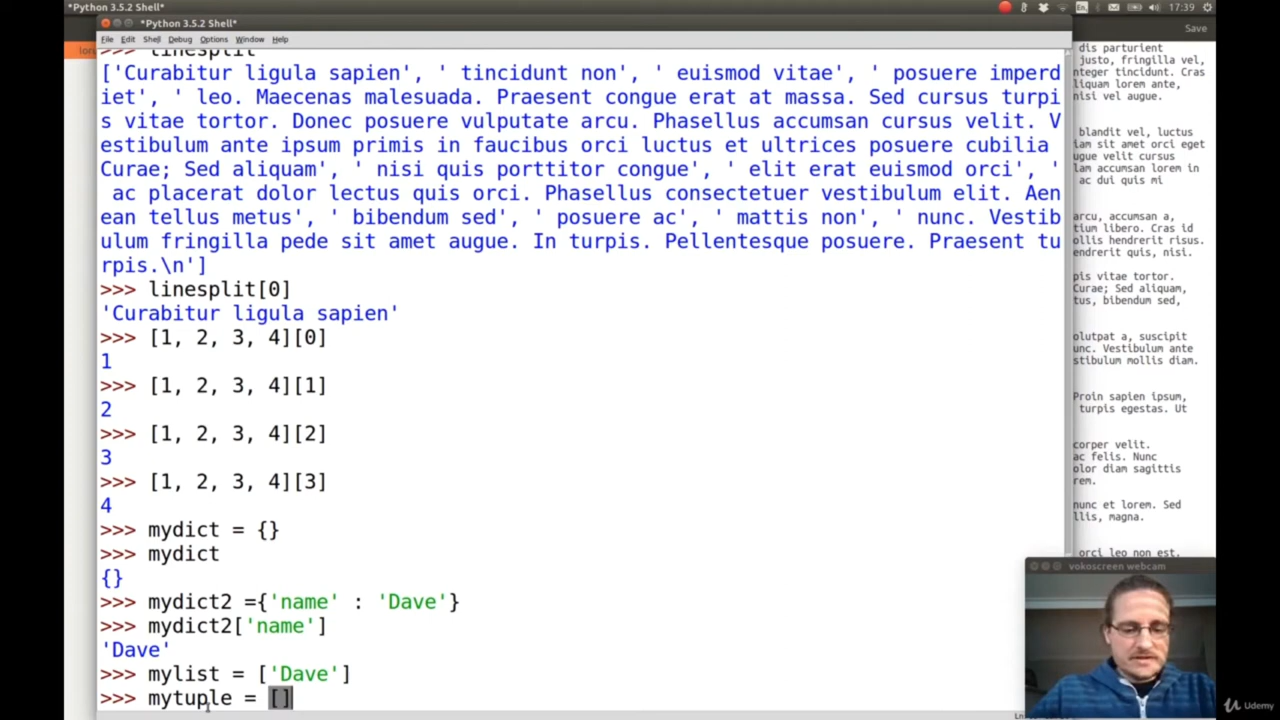 *Python 3.5.2 Shell*
17:39
*Python 3.5.2 Shell*
Save
File Edit Shell Debug Options Window Help
>>> linesplit
['Curabitur ligula sapien', ' tincidunt non', ' euismod vitae', ' posuere imperd
iet', ' leo. Maecenas malesuada. Praesent congue erat at massa. Sed cursus turpi
s vitae tortor. Donec posuere vulputate arcu. Phasellus accumsan cursus velit. V
estibulum ante ipsum primis in faucibus orci luctus et ultrices posuere cubilia
Curae; Sed aliquam', ' nisi quis porttitor congue', ' elit erat euismod orci', '
ac placerat dolor lectus quis orci. Phasellus consectetuer vestibulum elit. Aen
ean tellus metus', ' bibendum sed', ' posuere ac', ' mattis non', ' nunc. Vestib
ulum fringilla pede sit amet augue. In turpis. Pellentesque posuere. Praesent tu
rpis.\n']
>>> linesplit[0]
'Curabitur ligula sapien'
>>> [1, 2, 3, 4][0]
1
>>> [1, 2, 3, 4][1]
2
>>> [1, 2, 3, 4][2]
3
>>> [1, 2, 3, 4][3]
4
>>> mydict = {}
>>> mydict
{}
>>> mydict2 ={'name' : 'Dave'}
>>> mydict2['name']
'Dave'
>>> mylist = ['Dave']
>>> mytuple = []
dis parturient
justo, fringilla vel,
nteger tincidunt. Cras
aliquam lorem ante,
nisi vel augue.
blandit vel, luctus
iam sit amet orci eget
ugue velit cursus
lam accumsan lorem in
ac dui quis mi
arcu, accumsan a,
tium libero. Cras id
ollis hendrerit risus.
endrerit quis, nisi.
pis vitae tortor.
Curae; Sed aliquam,
tus, bibendum sed,
olutpat a, suscipit
unc. Vestibulum ante
stibulum mollis diam.
Proin sapien ipsum,
turpis egestas. Ut
corper velit.
ac felis. Nunc
olor diam sagittis
rem.
nunc et lorem. Sed
llis, magna.
orci leo non est.
vokoscreen webcam
Udemy